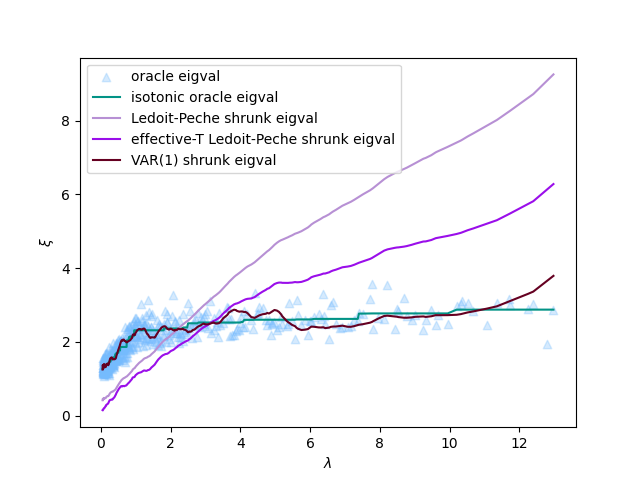 oracle eigval
isotonic oracle eigval
Ledoit-Peche shrunk eigval
effective-T Ledoit-Peche shrunk eigval
VAR(1) shrunk eigval
ξ
8
6
4
2
0
0 2 4 6 8 10 12
λ